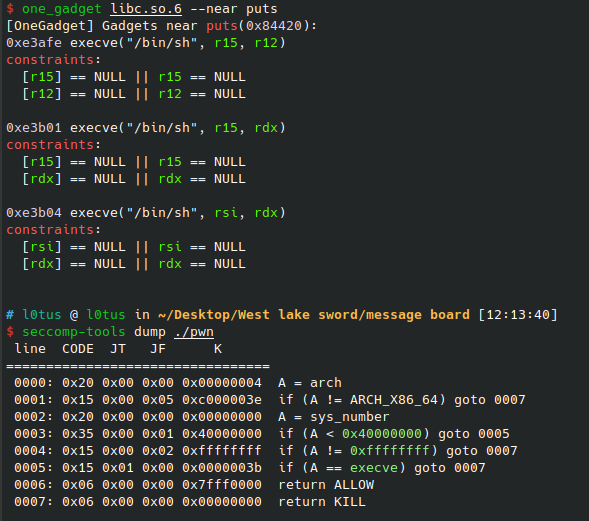 $ one_gadget libc.so.6 --near puts
[OneGadget] Gadgets near puts(0x84420):
0xe3afe execve("/bin/sh", r15, r12)
constraints:
  [r15] == NULL || r15 == NULL
  [r12] == NULL || r12 == NULL

0xe3b01 execve("/bin/sh", r15, rdx)
constraints:
  [r15] == NULL || r15 == NULL
  [rdx] == NULL || rdx == NULL

0xe3b04 execve("/bin/sh", rsi, rdx)
constraints:
  [rsi] == NULL || rsi == NULL
  [rdx] == NULL || rdx == NULL

# l0tus @ l0tus in ~/Desktop/West lake sword/message board [12:13:40]
$ seccomp-tools dump ./pwn
 line  CODE  JT   JF      K
=================================
 0000: 0x20 0x00 0x00 0x00000004  A = arch
 0001: 0x15 0x00 0x05 0xc000003e  if (A != ARCH_X86_64) goto 0007
 0002: 0x20 0x00 0x00 0x00000000  A = sys_number
 0003: 0x35 0x00 0x01 0x40000000  if (A < 0x40000000) goto 0005
 0004: 0x15 0x00 0x02 0xffffffff  if (A != 0xffffffff) goto 0007
 0005: 0x15 0x01 0x00 0x0000003b  if (A == execve) goto 0007
 0006: 0x06 0x00 0x00 0x7fff0000  return ALLOW
 0007: 0x06 0x00 0x00 0x00000000  return KILL